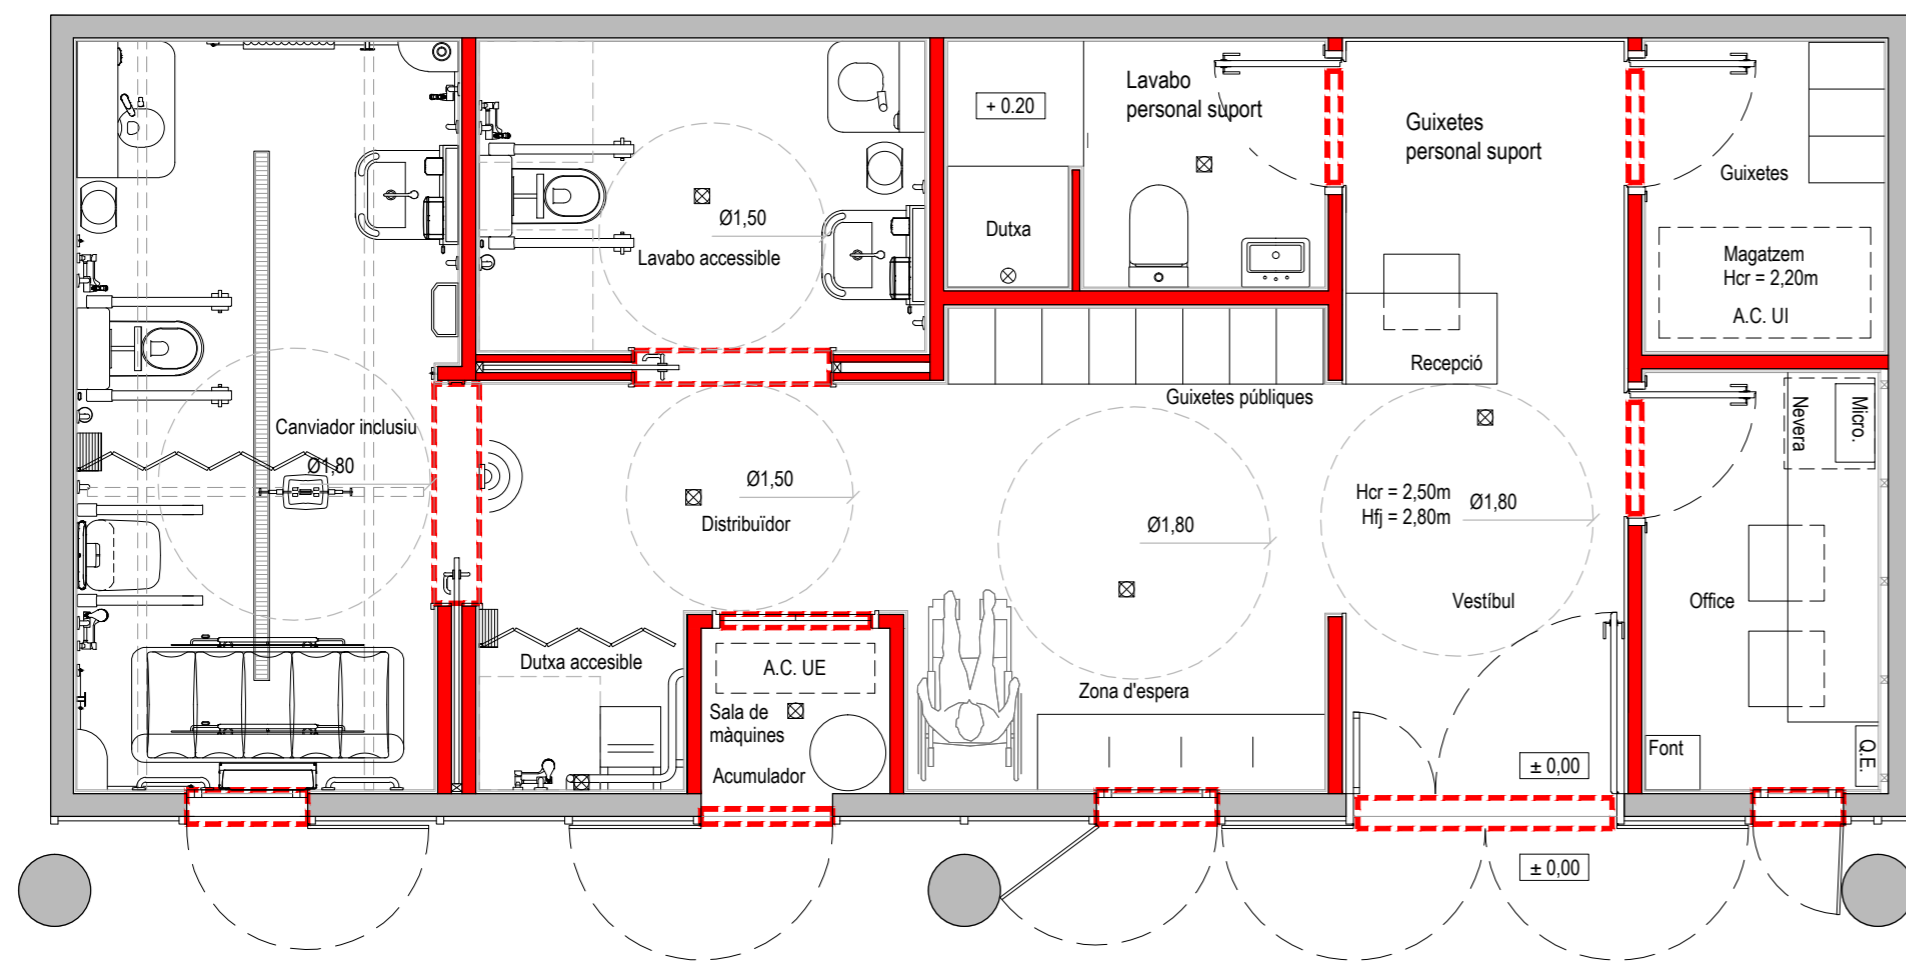 + 0.20
Lavabo
personal suport
Guixetes
personal suport
Guixetes
Ø1,50
Lavabo accessible
Dutxa
Magatzem
Hcr = 2,20m
A.C. UI
Recepció
Guixetes públiques
Nevera
Micro.
Canviador inclusiu
Ø1,80
Ø1,50
Distribuïdor
Ø1,80
Hcr = 2,50m
Hfj = 2,80m
Ø1,80
Vestíbul
Office
Dutxa accesible
A.C. UE
Sala de
màquines
Acumulador
Zona d'espera
Font
Q.E.
± 0,00
± 0,00